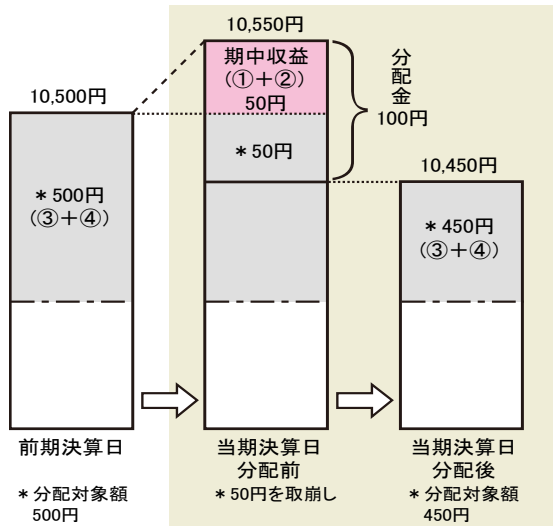 10,500円
＊500円
（③＋④）
前期決算日
＊分配対象額
500円
10,550円
期中収益
（①＋②）
50円
＊50円
分配金
100円
当期決算日
分配前
＊50円を取崩し
10,450円
＊450円
（③＋④）
当期決算日
分配後
＊分配対象額
450円